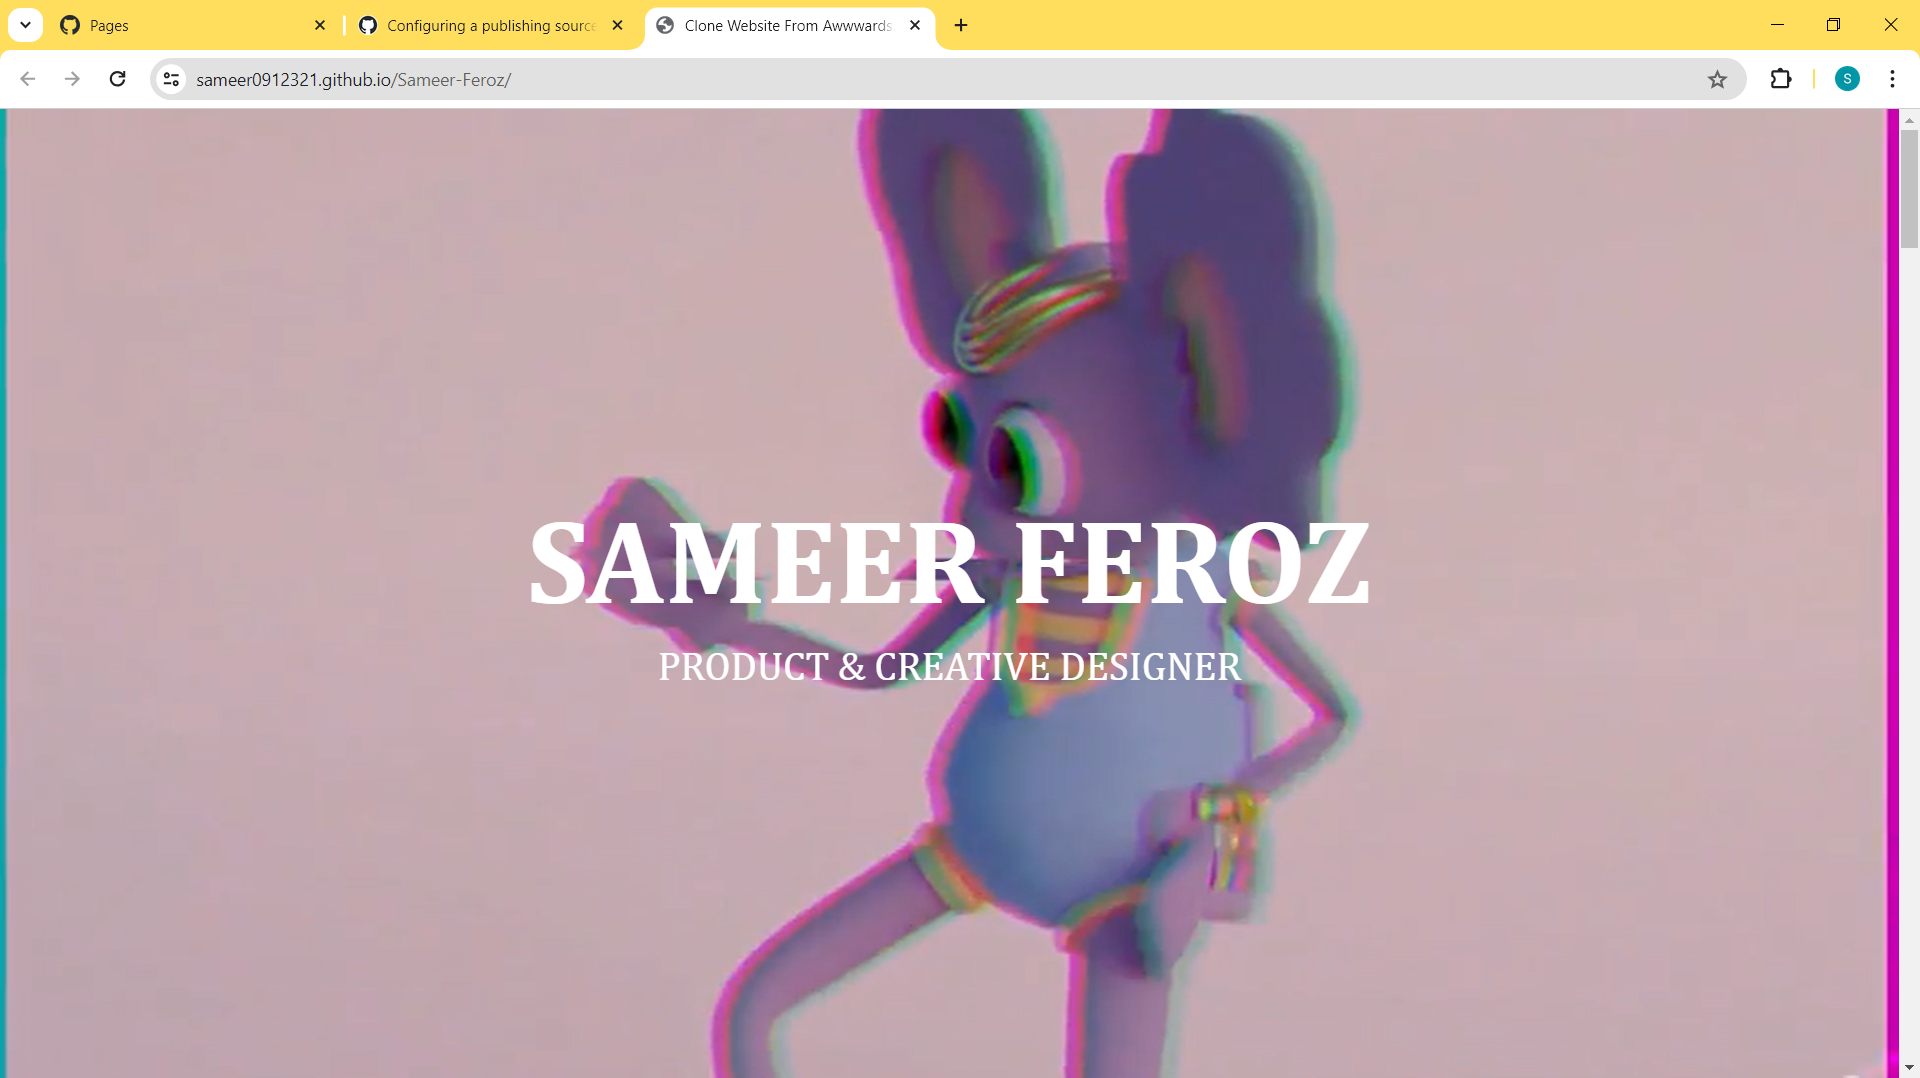 Pages
Configuring a publishing source
Clone Website From Awwwards
sameer0912321.github.io/Sameer-Feroz/
S
SAMEER FEROZ
PRODUCT & CREATIVE DESIGNER